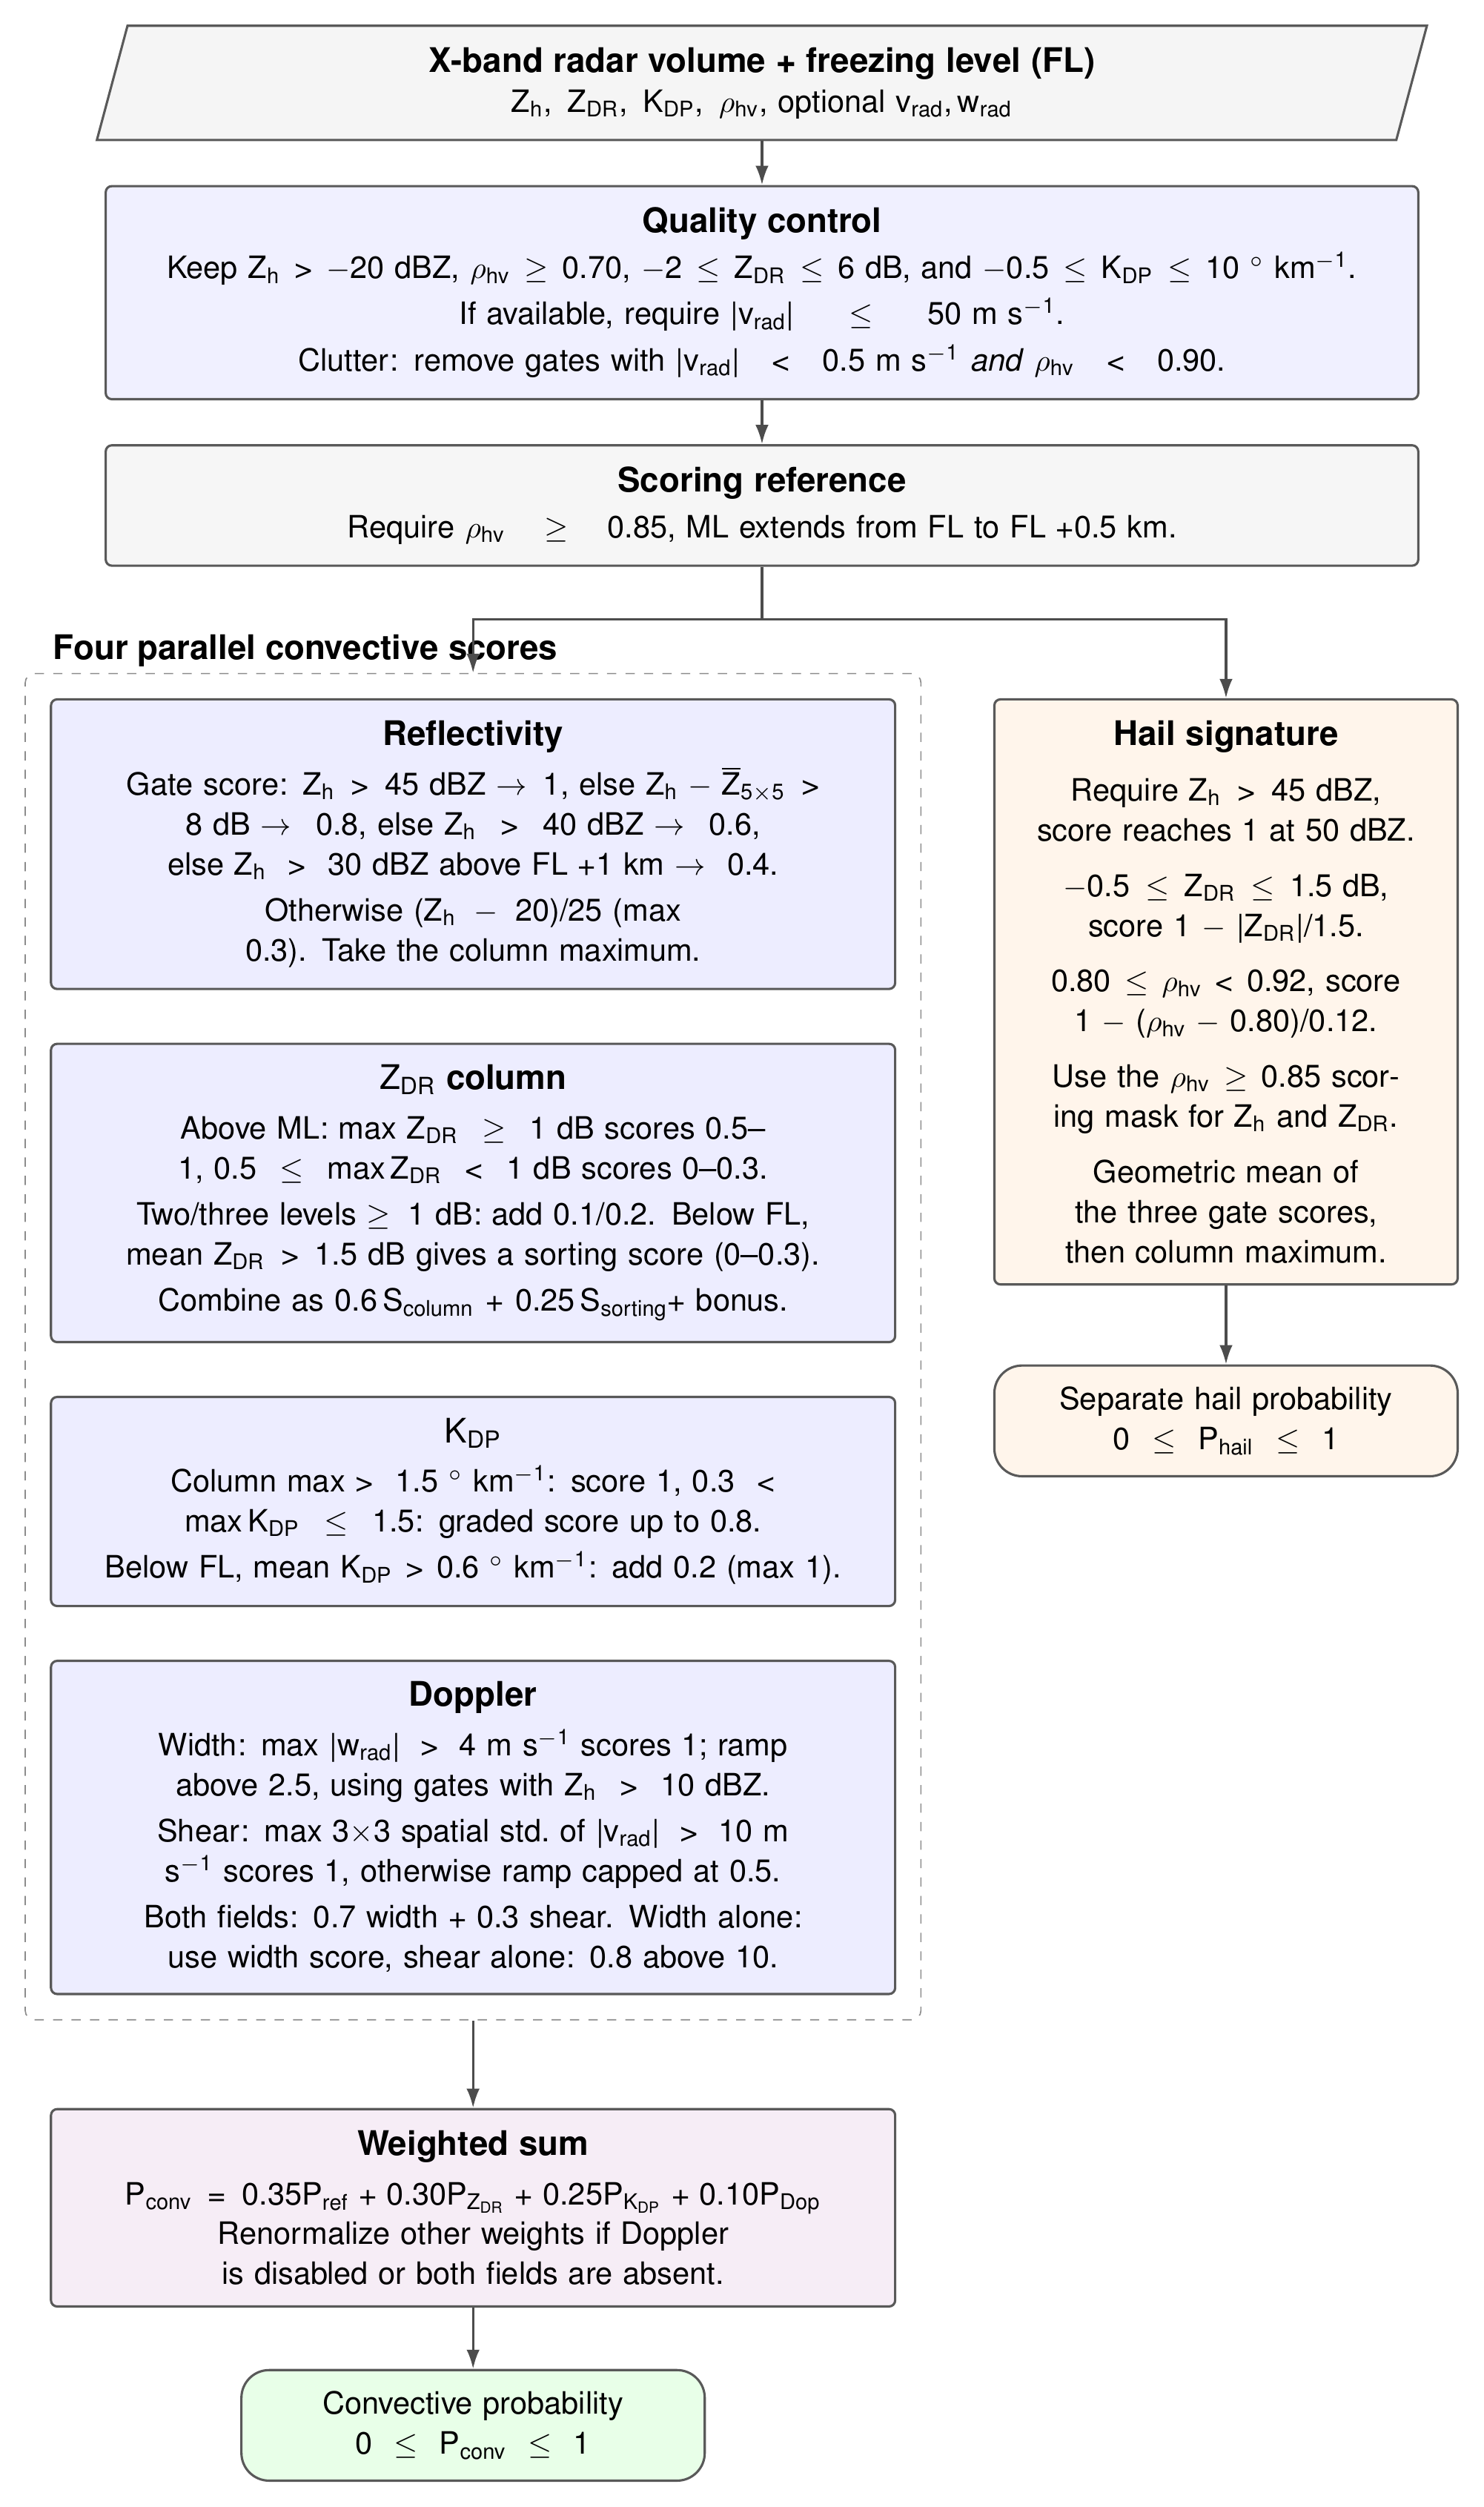 X-band radar volume + freezing level (FL)
Zh, ZDR, KDP, ρhv, optional vrad, wrad
Quality control
Keep Zh > −20 dBZ, ρhv ≥ 0.70, −2 ≤ ZDR ≤ 6 dB, and −0.5 ≤ KDP ≤ 10 ° km−1.
If available, require |vrad| ≤ 50 m s−1.
Clutter: remove gates with |vrad| < 0.5 m s−1 and ρhv < 0.90.
Scoring reference
Require ρhv ≥ 0.85, ML extends from FL to FL +0.5 km.
Four parallel convective scores
Reflectivity
Gate score: Zh > 45 dBZ → 1, else Zh − Z̅5×5 >
8 dB → 0.8, else Zh > 40 dBZ → 0.6,
else Zh > 30 dBZ above FL +1 km → 0.4.
Otherwise (Zh − 20)/25 (max
0.3). Take the column maximum.
ZDR column
Above ML: max ZDR ≥ 1 dB scores 0.5–
1, 0.5 ≤ max ZDR < 1 dB scores 0–0.3.
Two/three levels ≥ 1 dB: add 0.1/0.2. Below FL,
mean ZDR > 1.5 dB gives a sorting score (0–0.3).
Combine as 0.6 Scolumn + 0.25 Ssorting+ bonus.
KDP
Column max > 1.5 ° km−1: score 1, 0.3 <
max KDP ≤ 1.5: graded score up to 0.8.
Below FL, mean KDP > 0.6 ° km−1: add 0.2 (max 1).
Doppler
Width: max |wrad| > 4 m s−1 scores 1; ramp
above 2.5, using gates with Zh > 10 dBZ.
Shear: max 3×3 spatial std. of |vrad| > 10 m
s−1 scores 1, otherwise ramp capped at 0.5.
Both fields: 0.7 width + 0.3 shear. Width alone:
use width score, shear alone: 0.8 above 10.
Hail signature
Require Zh > 45 dBZ,
score reaches 1 at 50 dBZ.
−0.5 ≤ ZDR ≤ 1.5 dB,
score 1 − |ZDR|/1.5.
0.80 ≤ ρhv < 0.92, score
1 − (ρhv − 0.80)/0.12.
Use the ρhv ≥ 0.85 scor-
ing mask for Zh and ZDR.
Geometric mean of
the three gate scores,
then column maximum.
Separate hail probability
0 ≤ Phail ≤ 1
Weighted sum
Pconv = 0.35Pref + 0.30PZDR + 0.25PKDP + 0.10PDop
Renormalize other weights if Doppler
is disabled or both fields are absent.
Convective probability
0 ≤ Pconv ≤ 1